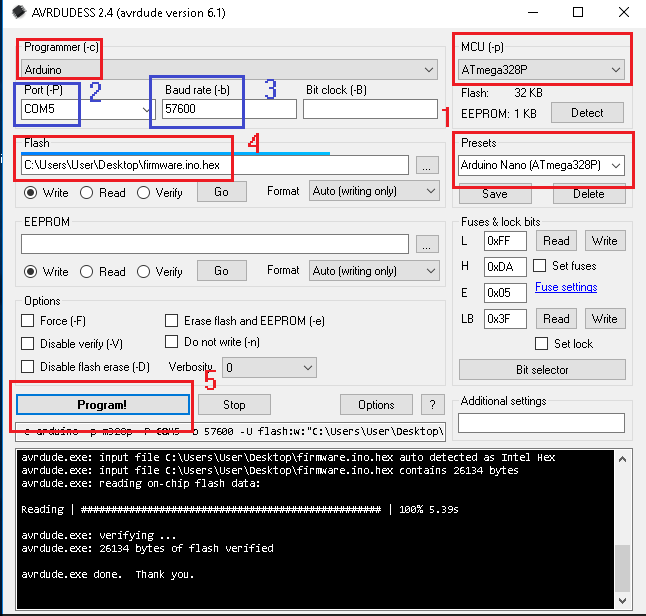 AVRDUDESS 2.4 (avrdude version 6.1)
Programmer (-c)
Arduino
Port (-P)
Baud rate (-b)
Bit clock (-B)
COM5
2
57600
3
MCU (-p)
ATmega328P
Flash: 32 KB
EEPROM: 1 KB
Detect
1
Presets
Arduino Nano (ATmega328P)
Save
Delete
Flash
4
C:\Users\User\Desktop\firmware.ino.hex
...
Write
Read
Verify
Go
Format
Auto (writing only)
EEPROM
...
Write
Read
Verify
Go
Format
Auto (writing only)
Fuses & lock bits
L 0xFF Read Write
H 0xDA Set fuses
E 0x05 Fuse settings
LB 0x3F Read Write
Set lock
Bit selector
Options
Force (-F)
Erase flash and EEPROM (-e)
Disable verify (-V)
Do not write (-n)
Disable flash erase (-D)
Verbosity
0
5
Program!
Stop
Options
?
Additional settings
-c arduino -p m328p -P COM5 -b 57600 -U flash:w:"C:\Users\User\Desktop\
avrdude.exe: input file C:\Users\User\Desktop\firmware.ino.hex auto detected as Intel Hex
avrdude.exe: input file C:\Users\User\Desktop\firmware.ino.hex contains 26134 bytes
avrdude.exe: reading on-chip flash data:
Reading | ################################################## | 100% 5.39s
avrdude.exe: verifying ...
avrdude.exe: 26134 bytes of flash verified
avrdude.exe done. Thank you.